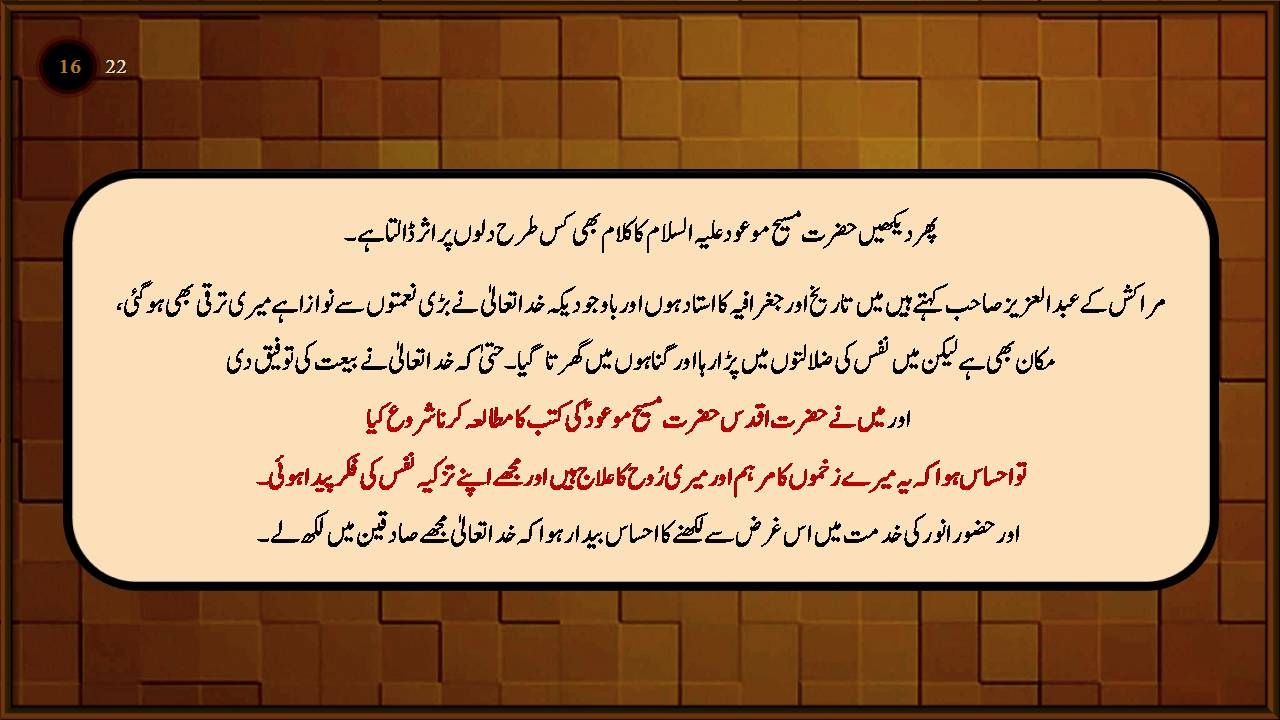 16 22
پھر دیکھیں حضرت مسیح موعود علیہ السلام کا کلام بھی کس طرح دلوں پر اثر ڈالتا ہے۔
مراکش کے عبدالعزیز صاحب کہتے ہیں میں تاریخ اور جغرافیہ کا استاد ہوں اور باوجودیکہ خدا تعالیٰ نے بڑی نعمتوں سے نوازا ہے میری ترقی بھی ہو گئی،
مکان بھی ہے لیکن میں نفس کی ضلالتوں میں پڑا رہا اور گناہوں میں گھرتا گیا۔ حتیٰ کہ خدا تعالیٰ نے بیعت کی توفیق دی
اور میں نے حضرت اقدس حضرت مسیح موعودؑ کی کتب کا مطالعہ کرنا شروع کیا
تو احساس ہوا کہ یہ میرے زخموں کا مرہم اور میری رُوح کا علاج ہیں اور مجھے اپنے تزکیہ نفس کی فکر پیدا ہوئی۔
اور حضور انور کی خدمت میں اس غرض سے لکھنے کا احساس بیدار ہوا کہ خدا تعالیٰ مجھے صادقین میں لکھ لے۔